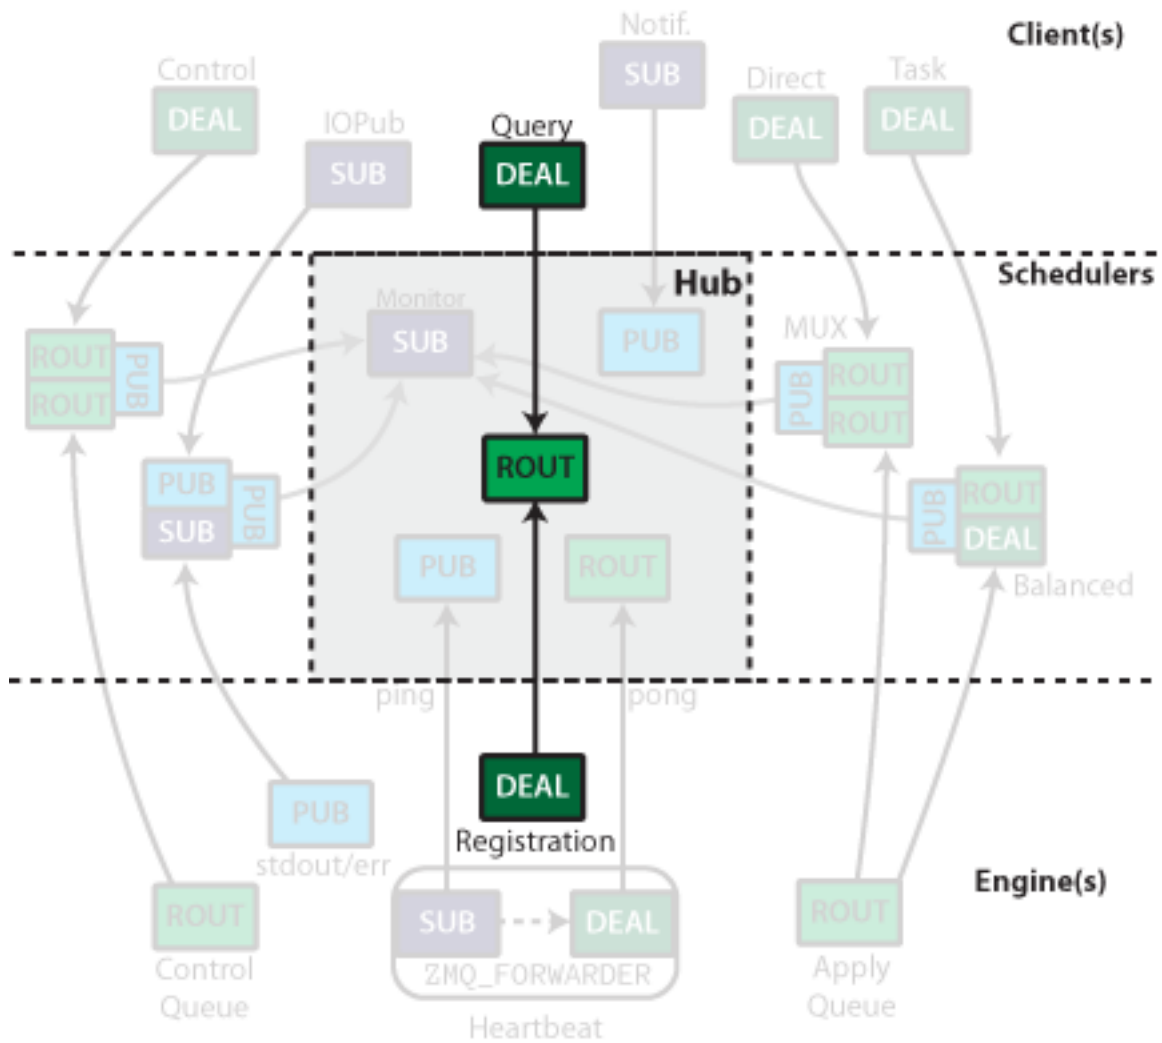 Notif.
Client(s)
SUB
Control
DEAL
Direct
DEAL
Task
DEAL
IOPub
SUB
Query
DEAL
Schedulers
Hub
Monitor
SUB
PUB
MUX
ROUT
ROUT
PUB
PUB
ROUT
ROUT
ROUT
PUB
SUB
PUB
PUB
ROUT
DEAL
Balanced
PUB
ROUT
ping
pong
DEAL
Registration
PUB
stdout/err
Engine(s)
ROUT
Control
Queue
SUB
DEAL
ZMQ_FORWARDER
Heartbeat
ROUT
Apply
Queue